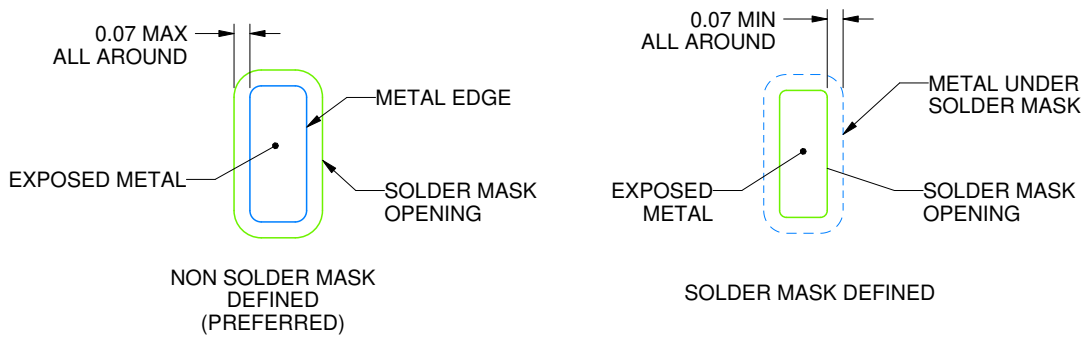 0.07 MAX
ALL AROUND
METAL EDGE
EXPOSED METAL
SOLDER MASK
OPENING
NON SOLDER MASK
DEFINED
(PREFERRED)
0.07 MIN
ALL AROUND
METAL UNDER
SOLDER MASK
EXPOSED
METAL
SOLDER MASK
OPENING
SOLDER MASK DEFINED